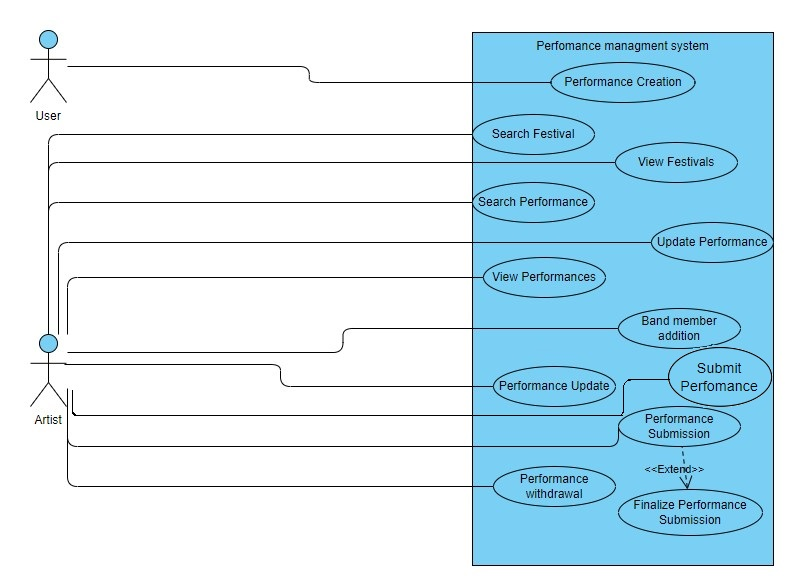 Perfomance managment system
Performance Creation
User
Search Festival
View Festivals
Search Performance
Update Performance
View Performances
Band member
addition
Submit
Perfomance
Performance Update
Artist
Performance
Submission
<<Extend>>
Performance
withdrawal
Finalize Performance
Submission